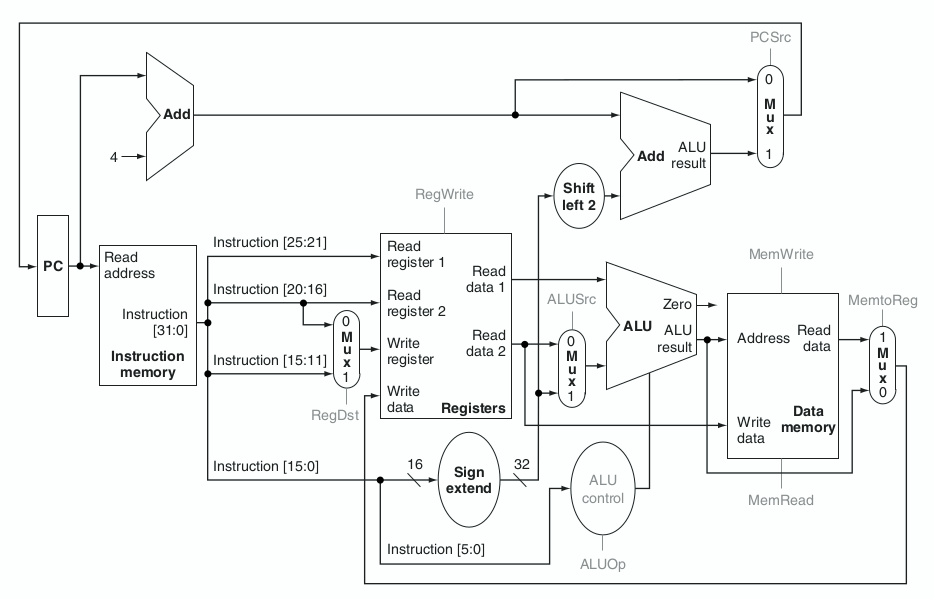 PCSrc
0
M
u
x
1
Add
4
Add
ALU
result
Shift
left 2
RegWrite
PC
Read
address
Instruction
[31:0]
Instruction
memory
Instruction [25:21]
Instruction [20:16]
Instruction [15:11]
Instruction [15:0]
0
M
u
x
1
RegDst
Read
register 1
Read
register 2
Write
register
Write
data
Read
data 1
Read
data 2
Registers
ALUSrc
0
M
u
x
1
Zero
ALU
ALU
result
MemWrite
Address
Read
data
Write
data
Data
memory
MemRead
MemtoReg
1
M
u
x
0
16
Sign
extend
32
ALU
control
ALUOp
Instruction [5:0]